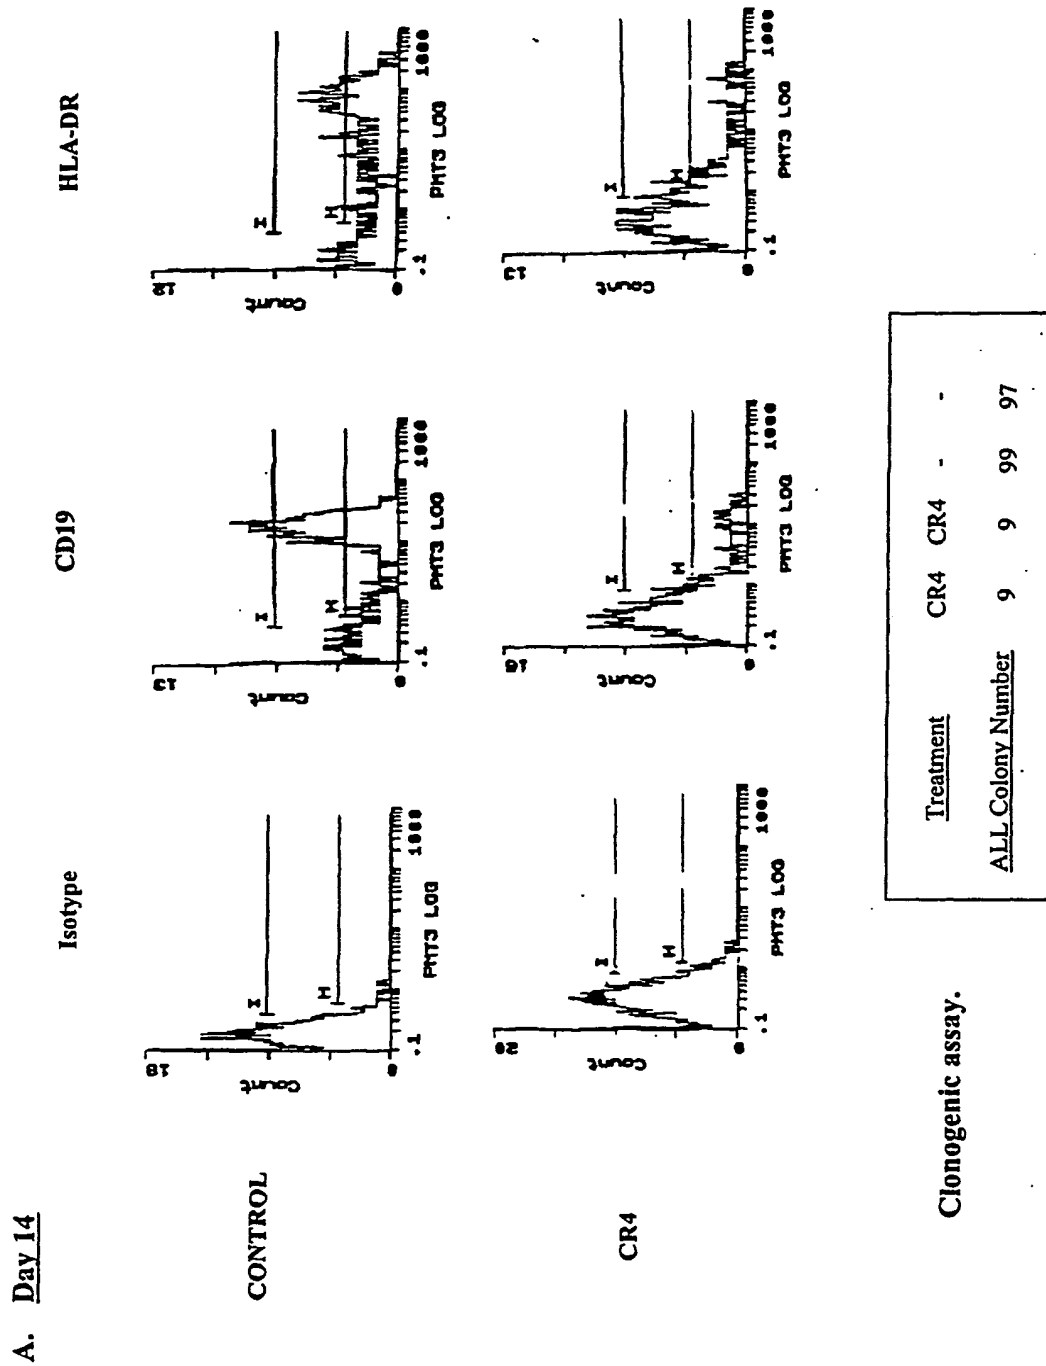 A. Day 14
Isotype
CD19
HLA-DR
CONTROL
Count
18
0
I
H
.1
1000
PMT3 LOG
Count
13
0
I
H
.1
1000
PMT3 LOG
Count
12
0
I
H
.1
1000
PMT3 LOG
CR4
Count
20
0
I
H
.1
1000
PMT3 LOG
Count
16
0
I
H
.1
1000
PMT3 LOG
Count
13
0
I
H
.1
1000
PMT3 LOG
Clonogenic assay.
Treatment CR4 CR4 - -
ALL Colony Number 9 9 99 97